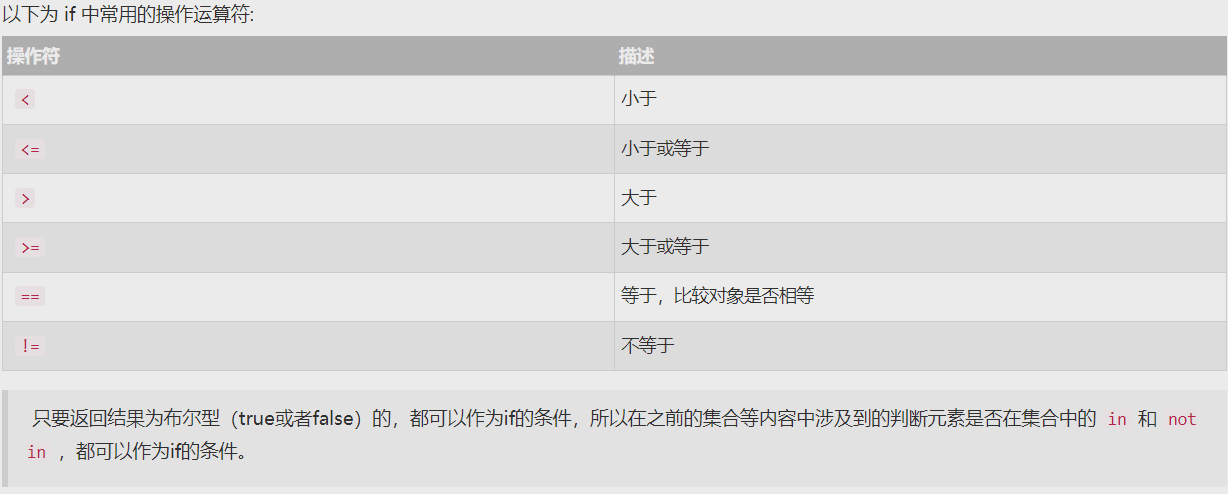 以下为 if 中常用的操作运算符:
操作符 描述
< 小于
<= 小于或等于
> 大于
>= 大于或等于
== 等于，比较对象是否相等
!= 不等于
只要返回结果为布尔型（true或者false）的，都可以作为if的条件，所以在之前的集合等内容中涉及到的判断元素是否在集合中的 in 和 not
in ，都可以作为if的条件。